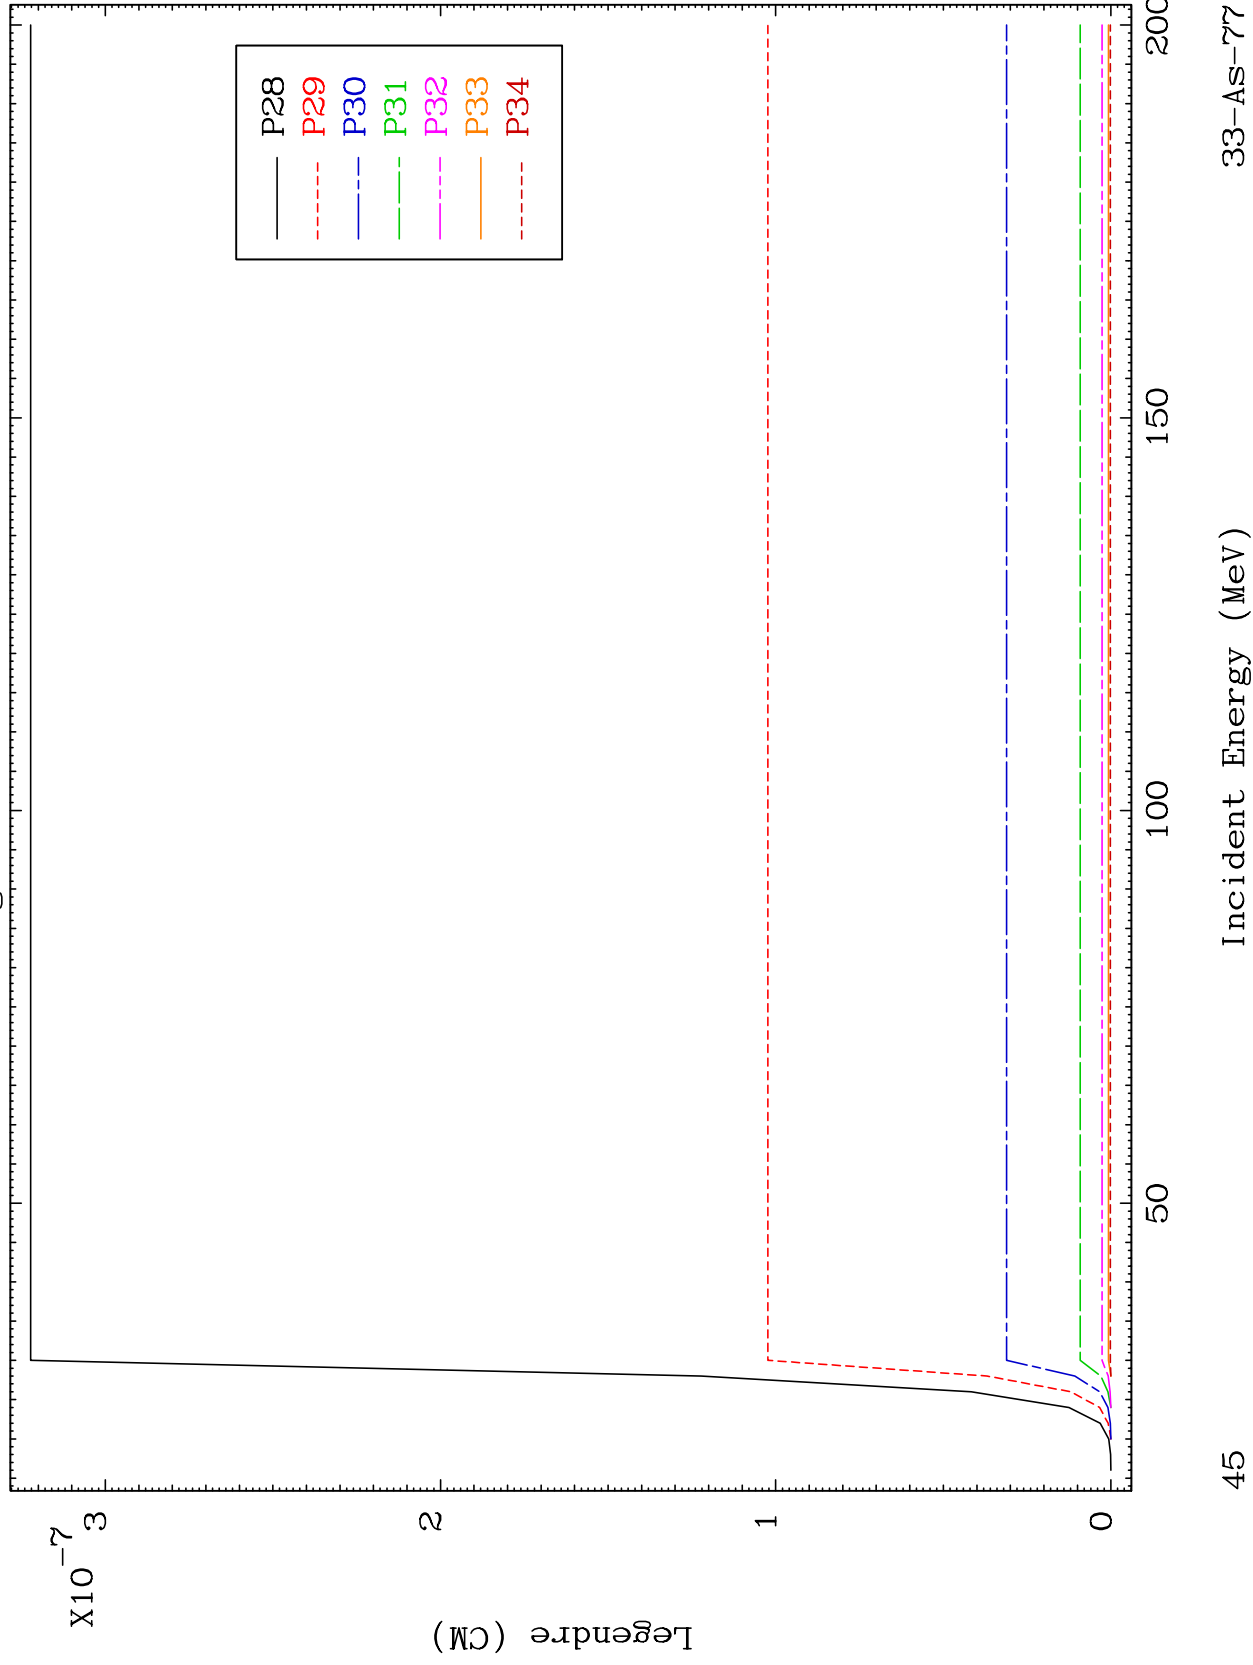 X10⁻⁷
3
2
1
0
Legendre (CM)
P28
P29
P30
P31
P32
P33
P34
50
100
150
200
Incident Energy (MeV)
45
33-As-77